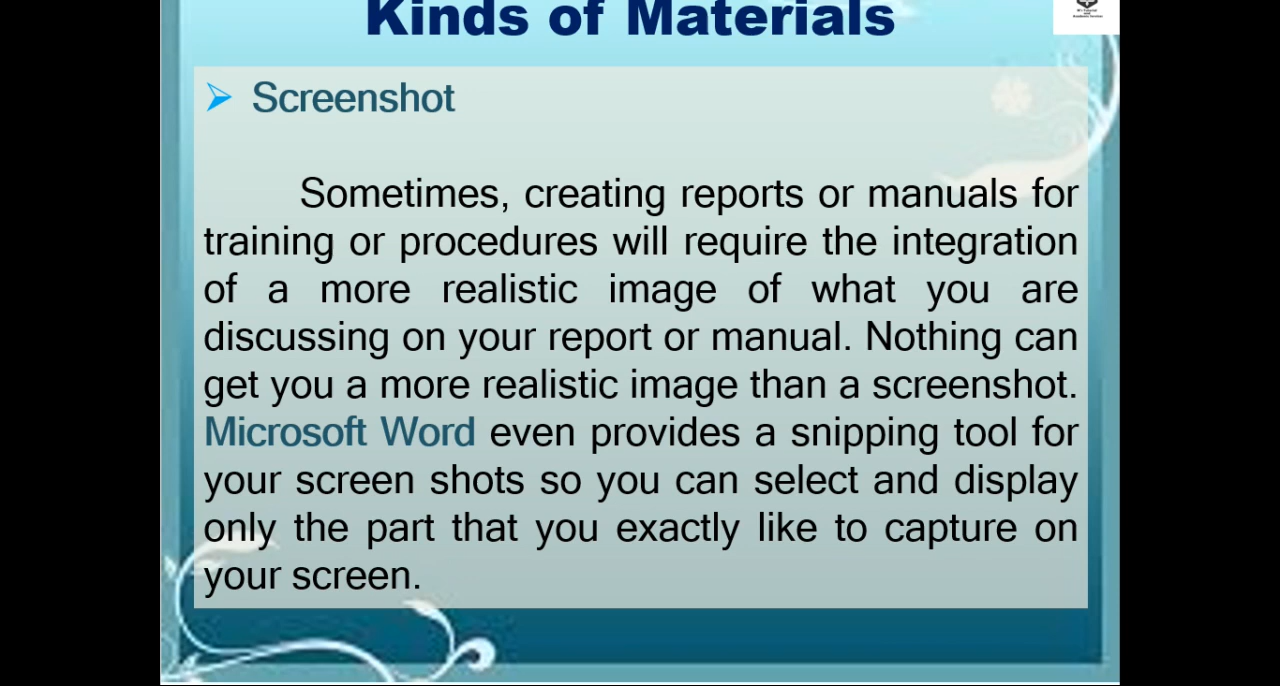 Kinds of Materials
Screenshot
Sometimes, creating reports or manuals for
training or procedures will require the integration
of a more realistic image of what you are
discussing on your report or manual. Nothing can
get you a more realistic image than a screenshot.
Microsoft Word even provides a snipping tool for
your screen shots so you can select and display
only the part that you exactly like to capture on
your screen.